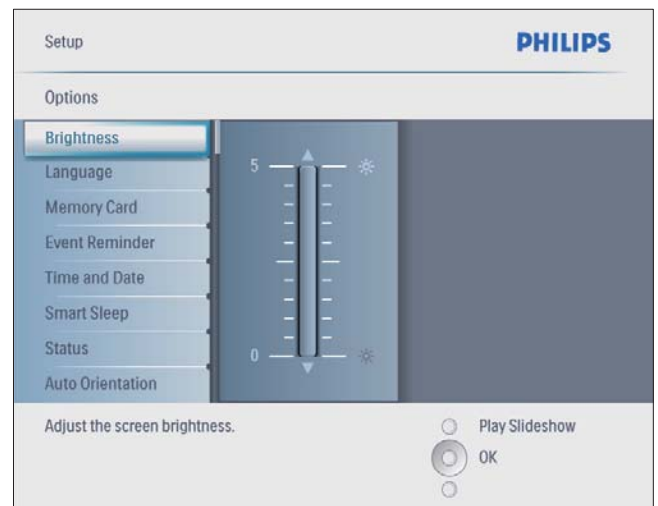 Setup
PHILIPS
Options
Brightness
Language
Memory Card
Event Reminder
Time and Date
Smart Sleep
Status
Auto Orientation
5
0
Adjust the screen brightness.
Play Slideshow
OK